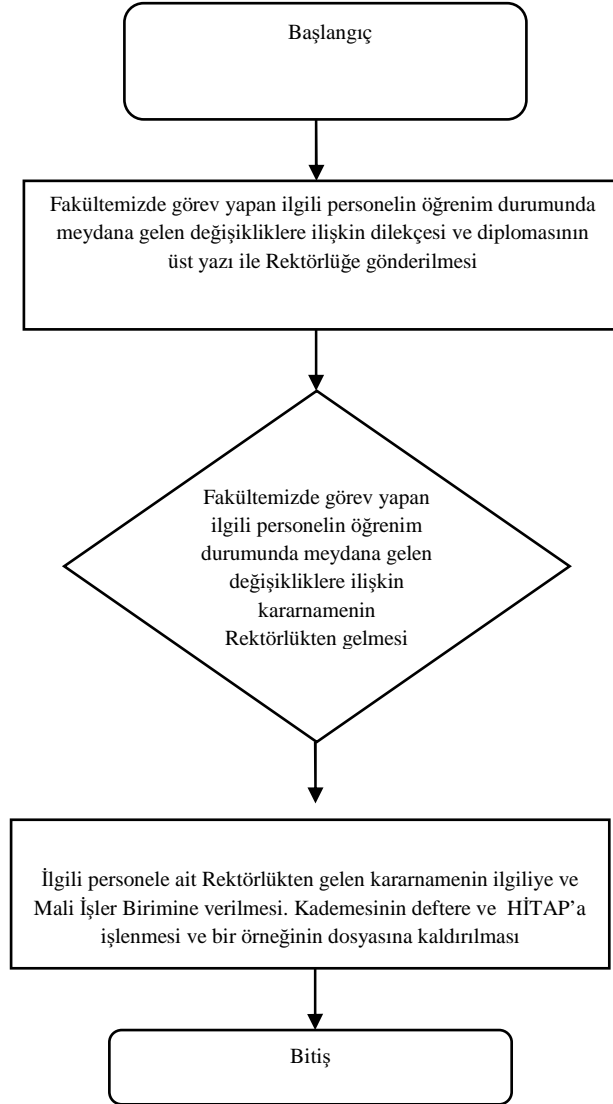 Başlangıç
Fakültemizde görev yapan ilgili personelin öğrenim durumunda
meydana gelen değişikliklere ilişkin dilekçesi ve diplomasının
üst yazı ile Rektörlüğe gönderilmesi
Fakültemizde görev yapan
ilgili personelin öğrenim
durumunda meydana gelen
değişikliklere ilişkin
kararnamenin
Rektörlükten gelmesi
İlgili personele ait Rektörlükten gelen kararnamenin ilgiliye ve
Mali İşler Birimine verilmesi. Kademesinin deftere ve HİTAP’a
işlenmesi ve bir örneğinin dosyasına kaldırılması
Bitiş